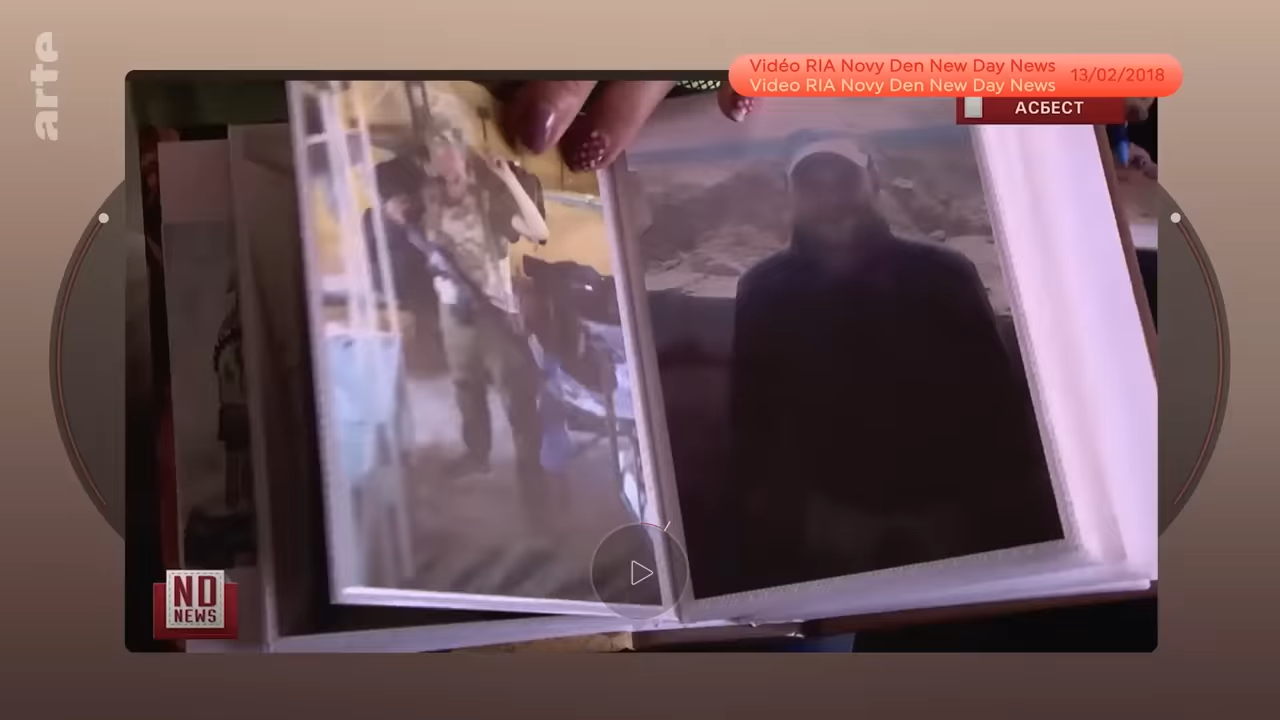 arte
Vidéo RIA Novy Den New Day News
Vidéo RIA Novy Den New Day News
13/02/2018
АСБЕСТ
ND
NEWS